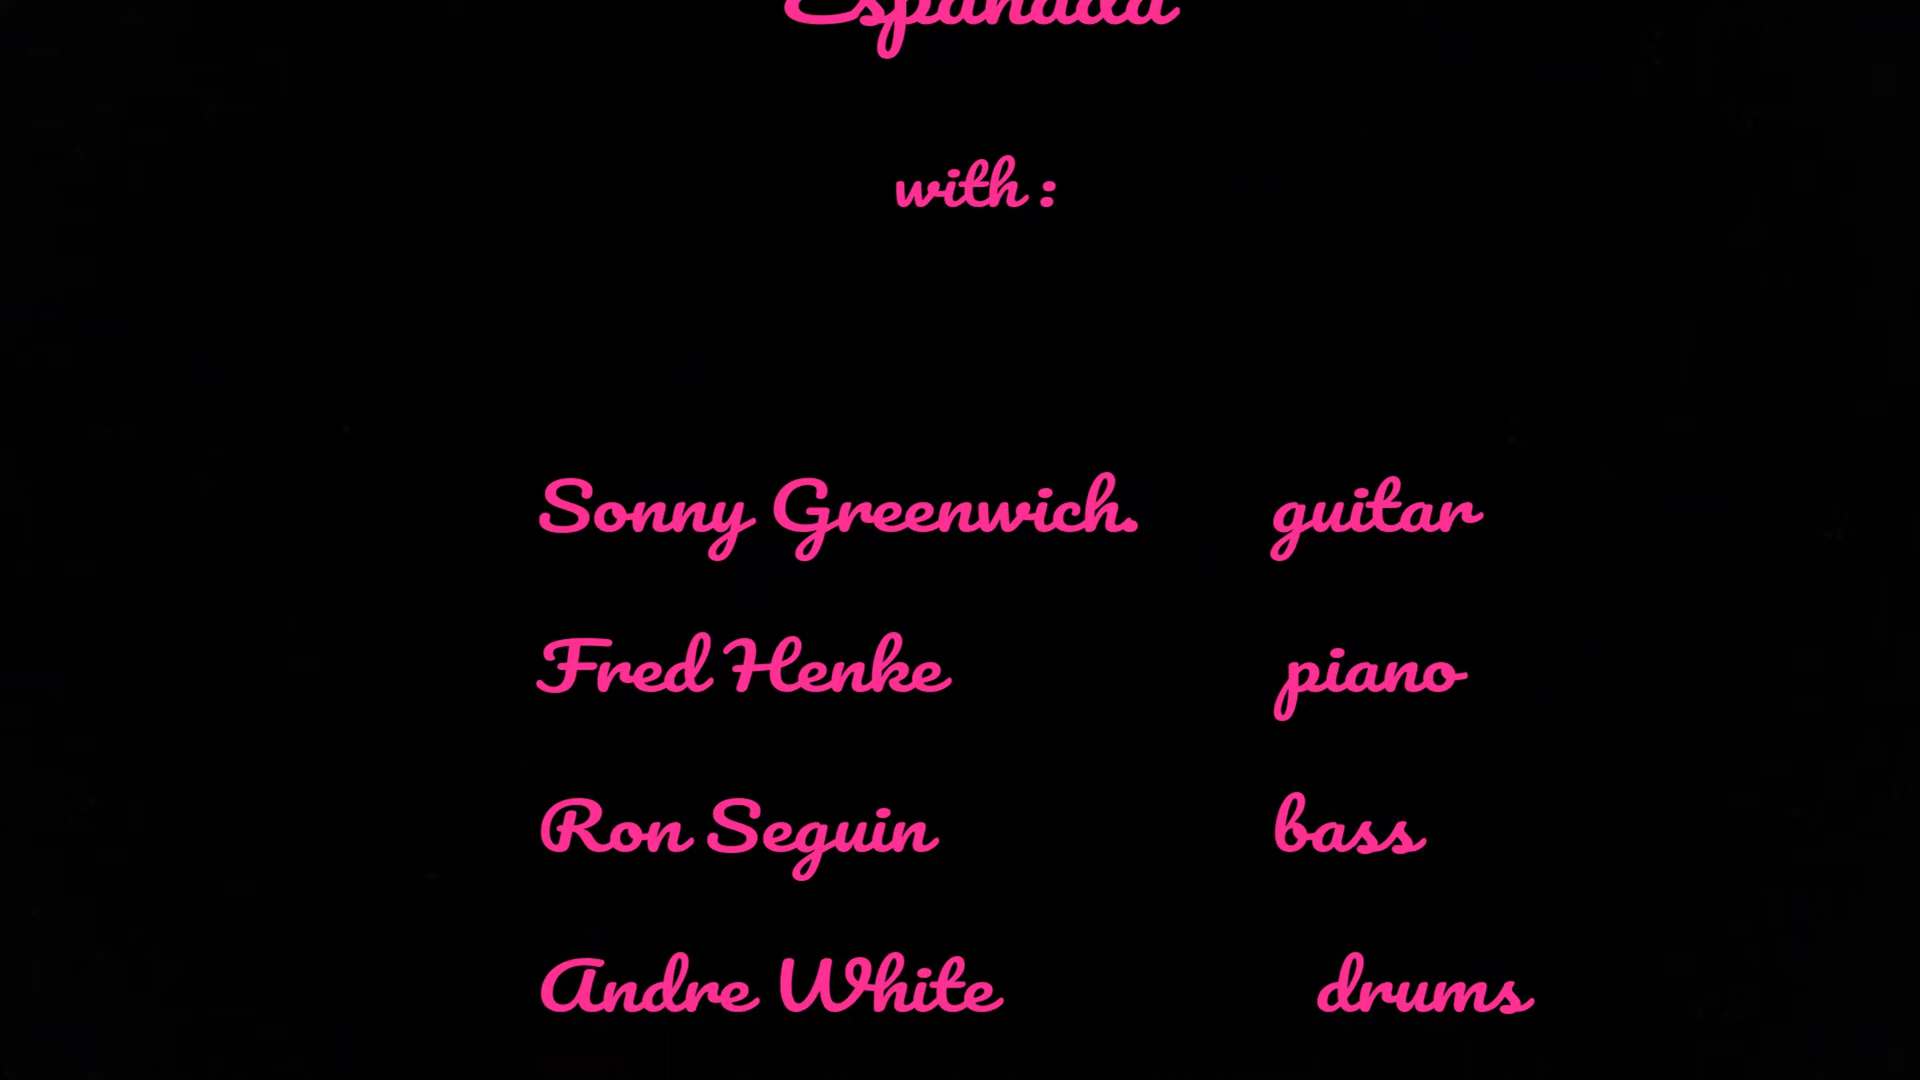 with :
Sonny Greenwich. guitar
Fred Henke piano
Ron Seguin bass
Andre White drums